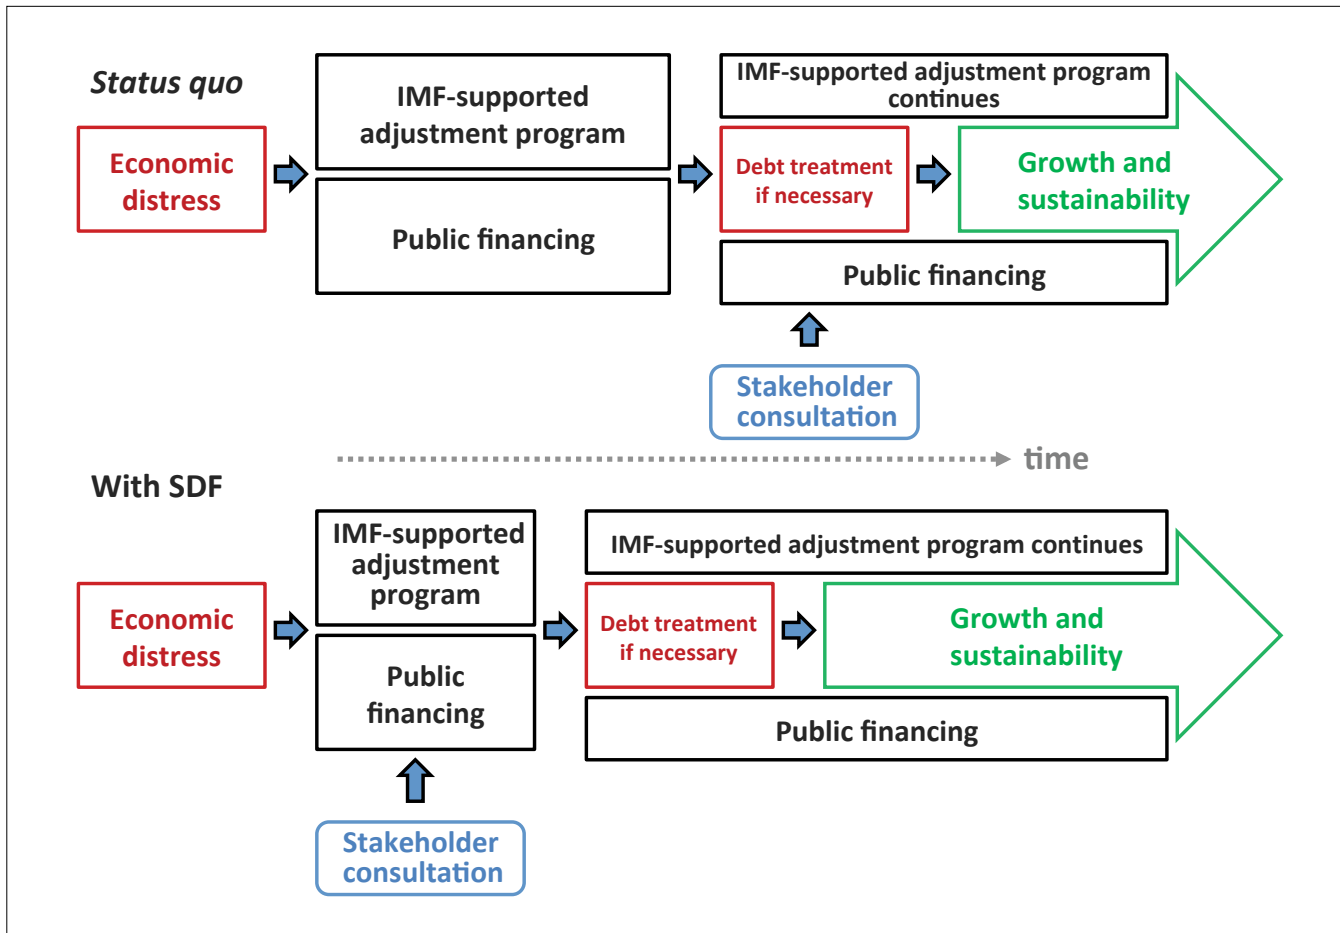 Status quo
Economic
distress
IMF-supported
adjustment program
Public financing
IMF-supported adjustment program
continues
Debt treatment
if necessary
Growth and
sustainability
Public financing
Stakeholder
consultation
time
With SDF
Economic
distress
IMF-supported
adjustment
program
Public
financing
Stakeholder
consultation
IMF-supported adjustment program continues
Debt treatment
if necessary
Growth and
sustainability
Public financing